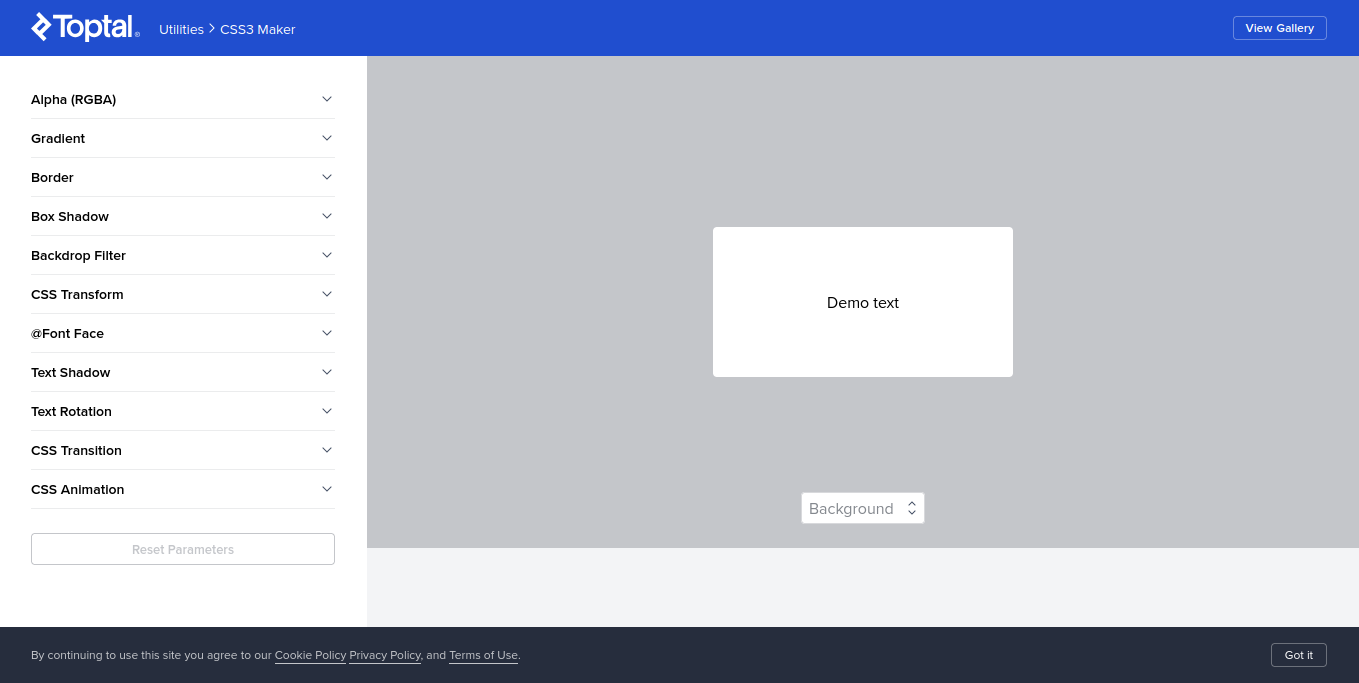 Toptal®
Utilities > CSS3 Maker
View Gallery
Alpha (RGBA)
Gradient
Border
Box Shadow
Backdrop Filter
CSS Transform
@Font Face
Text Shadow
Text Rotation
CSS Transition
CSS Animation
Reset Parameters
Demo text
Background
By continuing to use this site you agree to our Cookie Policy Privacy Policy, and Terms of Use.
Got it